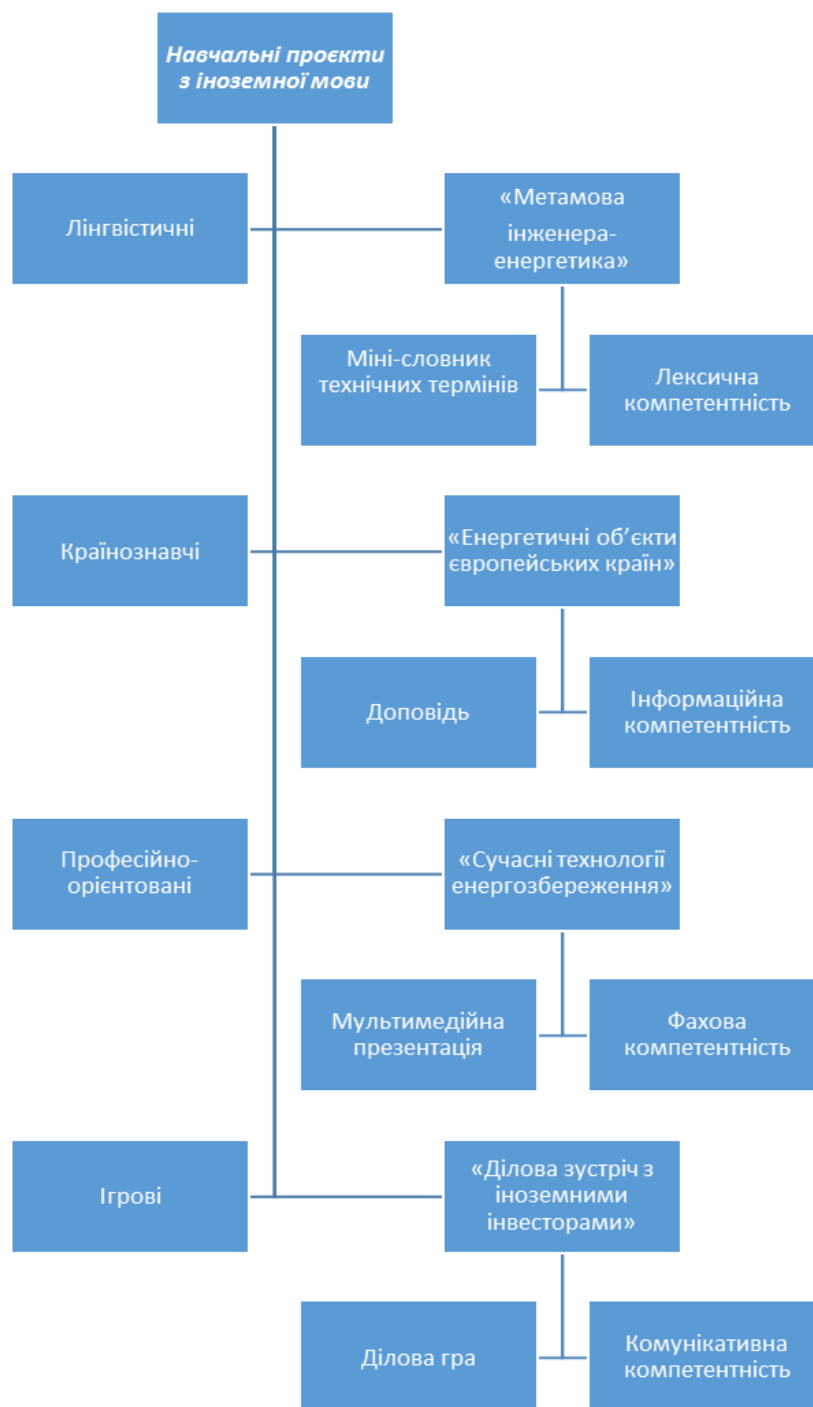 Навчальні проєкти
з іноземної мови
Лінгвістичні
«Метамова
інженера-
енергетика»
Міні-словник
технічних термінів
Лексична
компетентність
Країнознавчі
«Енергетичні об’єкти
європейських країн»
Доповідь
Інформаційна
компетентність
Професійно-
орієнтовані
«Сучасні технології
енергозбереження»
Мультимедійна
презентація
Фахова
компетентність
Ігрові
«Ділова зустріч з
іноземними
інвесторами»
Ділова гра
Комунікативна
компетентність